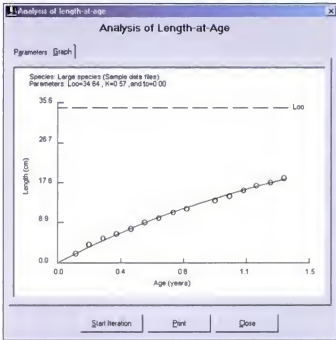 Analysis of length-at-age
Analysis of Length-at-Age
Parameters Graph
Species: Large species (Sample data files)
Parameters: Loo=34.64 , K=0.57 ,and to=0.00
35.6
Loo
26.7
17.6
8.9
0.0
Length (cm)
0.0 0.4 0.8 1.1 1.5
Age (years)
Start Iteration Print Close